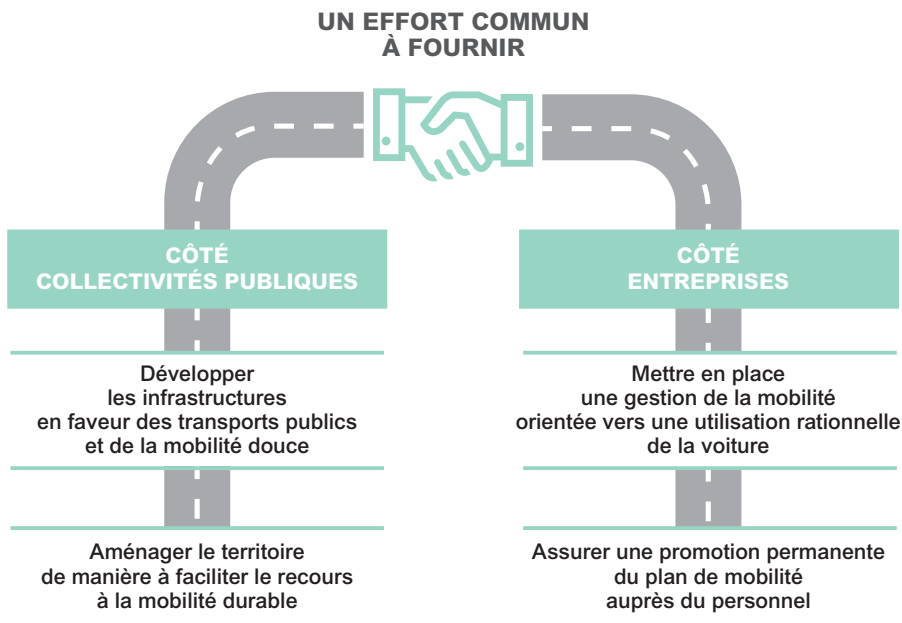 UN EFFORT COMMUN
À FOURNIR
CÔTÉ
COLLECTIVITÉS PUBLIQUES
Développer
les infrastructures
en faveur des transports publics
et de la mobilité douce
Aménager le territoire
de manière à faciliter le recours
à la mobilité durable
CÔTÉ
ENTREPRISES
Mettre en place
une gestion de la mobilité
orientée vers une utilisation rationnelle
de la voiture
Assurer une promotion permanente
du plan de mobilité
auprès du personnel